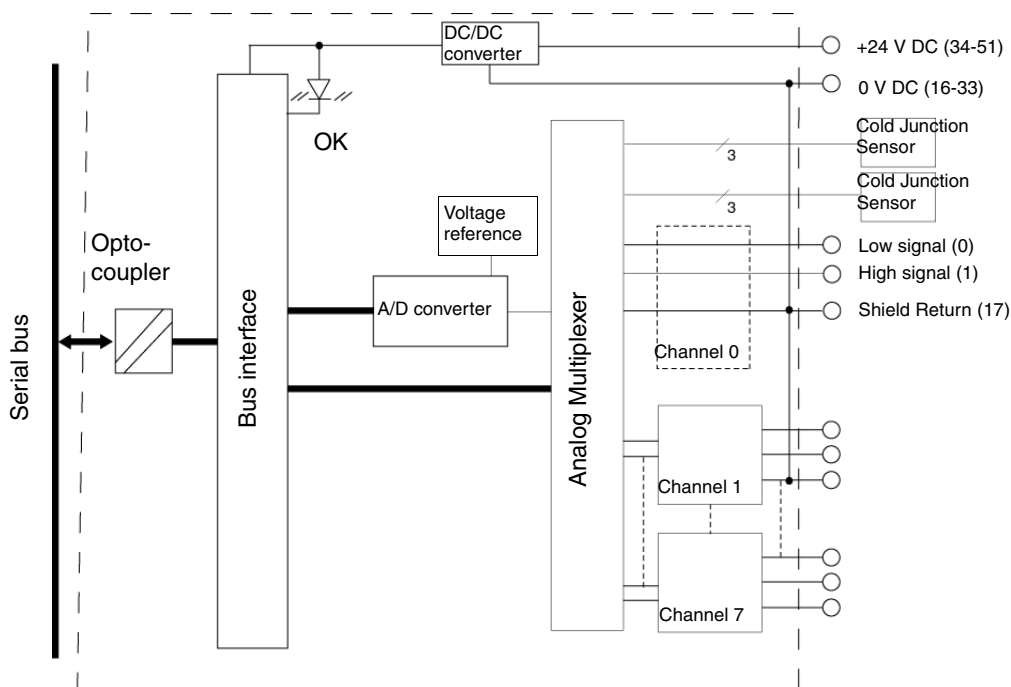 DC/DC
converter
+24 V DC (34-51)
0 V DC (16-33)
OK
Cold Junction
Sensor
3
Cold Junction
Sensor
3
Voltage
reference
Opto-
coupler
Low signal (0)
High signal (1)
A/D converter
Shield Return (17)
Channel 0
Serial bus
Bus interface
Analog Multiplexer
Channel 1
Channel 7